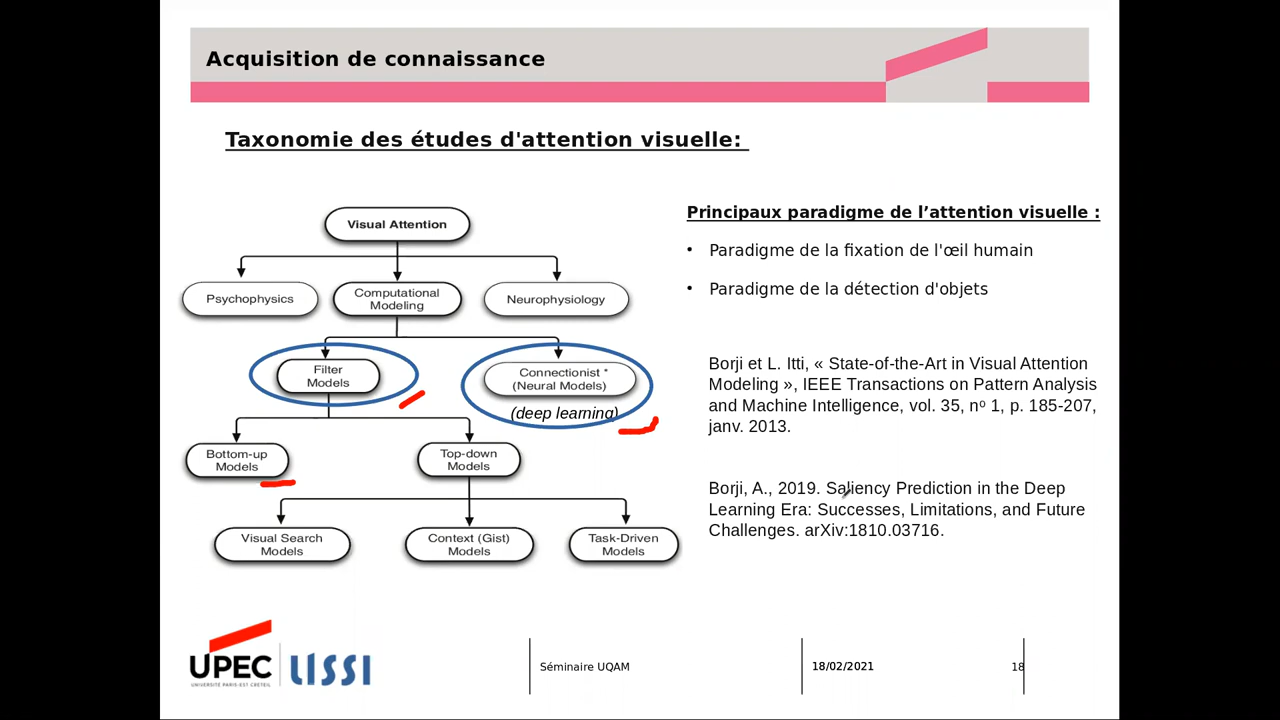 Acquisition de connaissance
Taxonomie des études d'attention visuelle:
Visual Attention
Psychophysics
Computational
Modeling
Neurophysiology
Filter
Models
Connectionist *
(Neural Models)
(deep learning)
Bottom-up
Models
Top-down
Models
Visual Search
Models
Context (Gist)
Models
Task-Driven
Models
Principaux paradigme de l’attention visuelle :
• Paradigme de la fixation de l'œil humain
• Paradigme de la détection d'objets
Borji et L. Itti, « State-of-the-Art in Visual Attention
Modeling », IEEE Transactions on Pattern Analysis
and Machine Intelligence, vol. 35, nº 1, p. 185-207,
janv. 2013.
Borji, A., 2019. Saliency Prediction in the Deep
Learning Era: Successes, Limitations, and Future
Challenges. arXiv:1810.03716.
UPEC
UNIVERSITÉ PARIS-EST CRÉTEIL
LISSI
Séminaire UQAM
18/02/2021
18